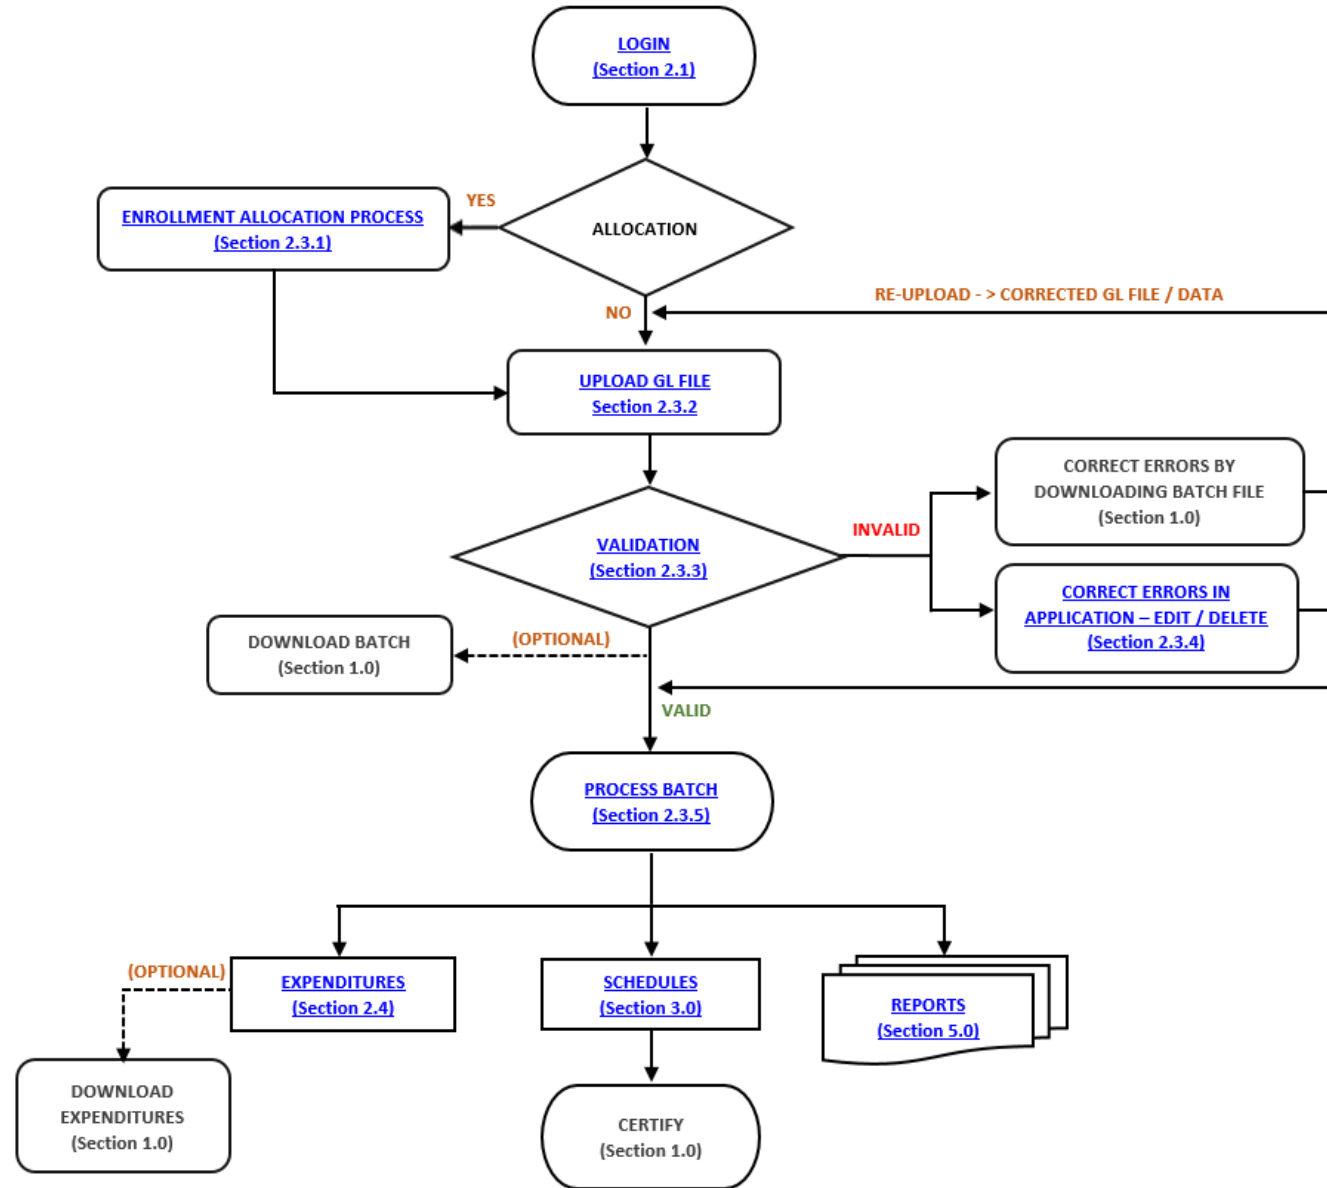 LOGIN
(Section 2.1)
YES
ENROLLMENT ALLOCATION PROCESS
(Section 2.3.1)
ALLOCATION
NO
RE-UPLOAD - > CORRECTED GL FILE / DATA
UPLOAD GL FILE
Section 2.3.2
CORRECT ERRORS BY
DOWNLOADING BATCH FILE
(Section 1.0)
INVALID
VALIDATION
(Section 2.3.3)
CORRECT ERRORS IN
APPLICATION – EDIT / DELETE
(Section 2.3.4)
(OPTIONAL)
DOWNLOAD BATCH
(Section 1.0)
VALID
PROCESS BATCH
(Section 2.3.5)
(OPTIONAL)
EXPENDITURES
(Section 2.4)
SCHEDULES
(Section 3.0)
REPORTS
(Section 5.0)
DOWNLOAD
EXPENDITURES
(Section 1.0)
CERTIFY
(Section 1.0)